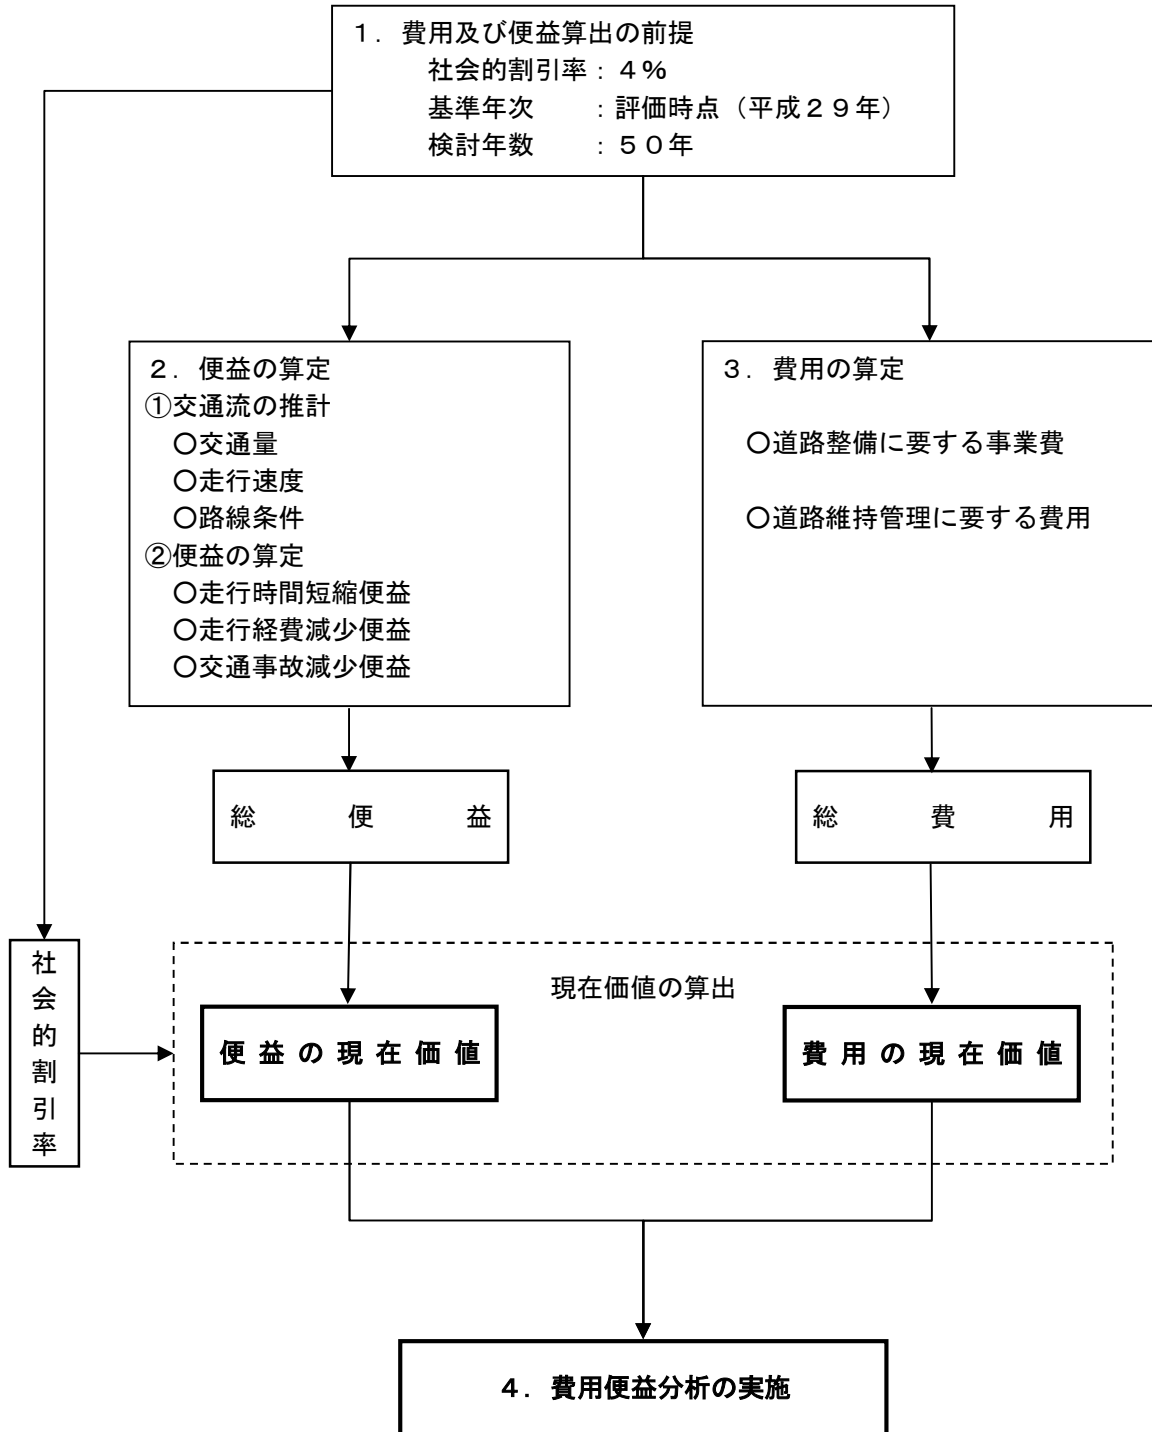 １．費用及び便益算出の前提
社会的割引率：４％
基準年次　　：評価時点（平成２９年）
検討年数　　：５０年
２．便益の算定
①交通流の推計
○交通量
○走行速度
○路線条件
②便益の算定
○走行時間短縮便益
○走行経費減少便益
○交通事故減少便益
３．費用の算定
○道路整備に要する事業費
○道路維持管理に要する費用
総　便　益
総　費　用
社会的割引率
現在価値の算出
便益の現在価値
費用の現在価値
４．費用便益分析の実施